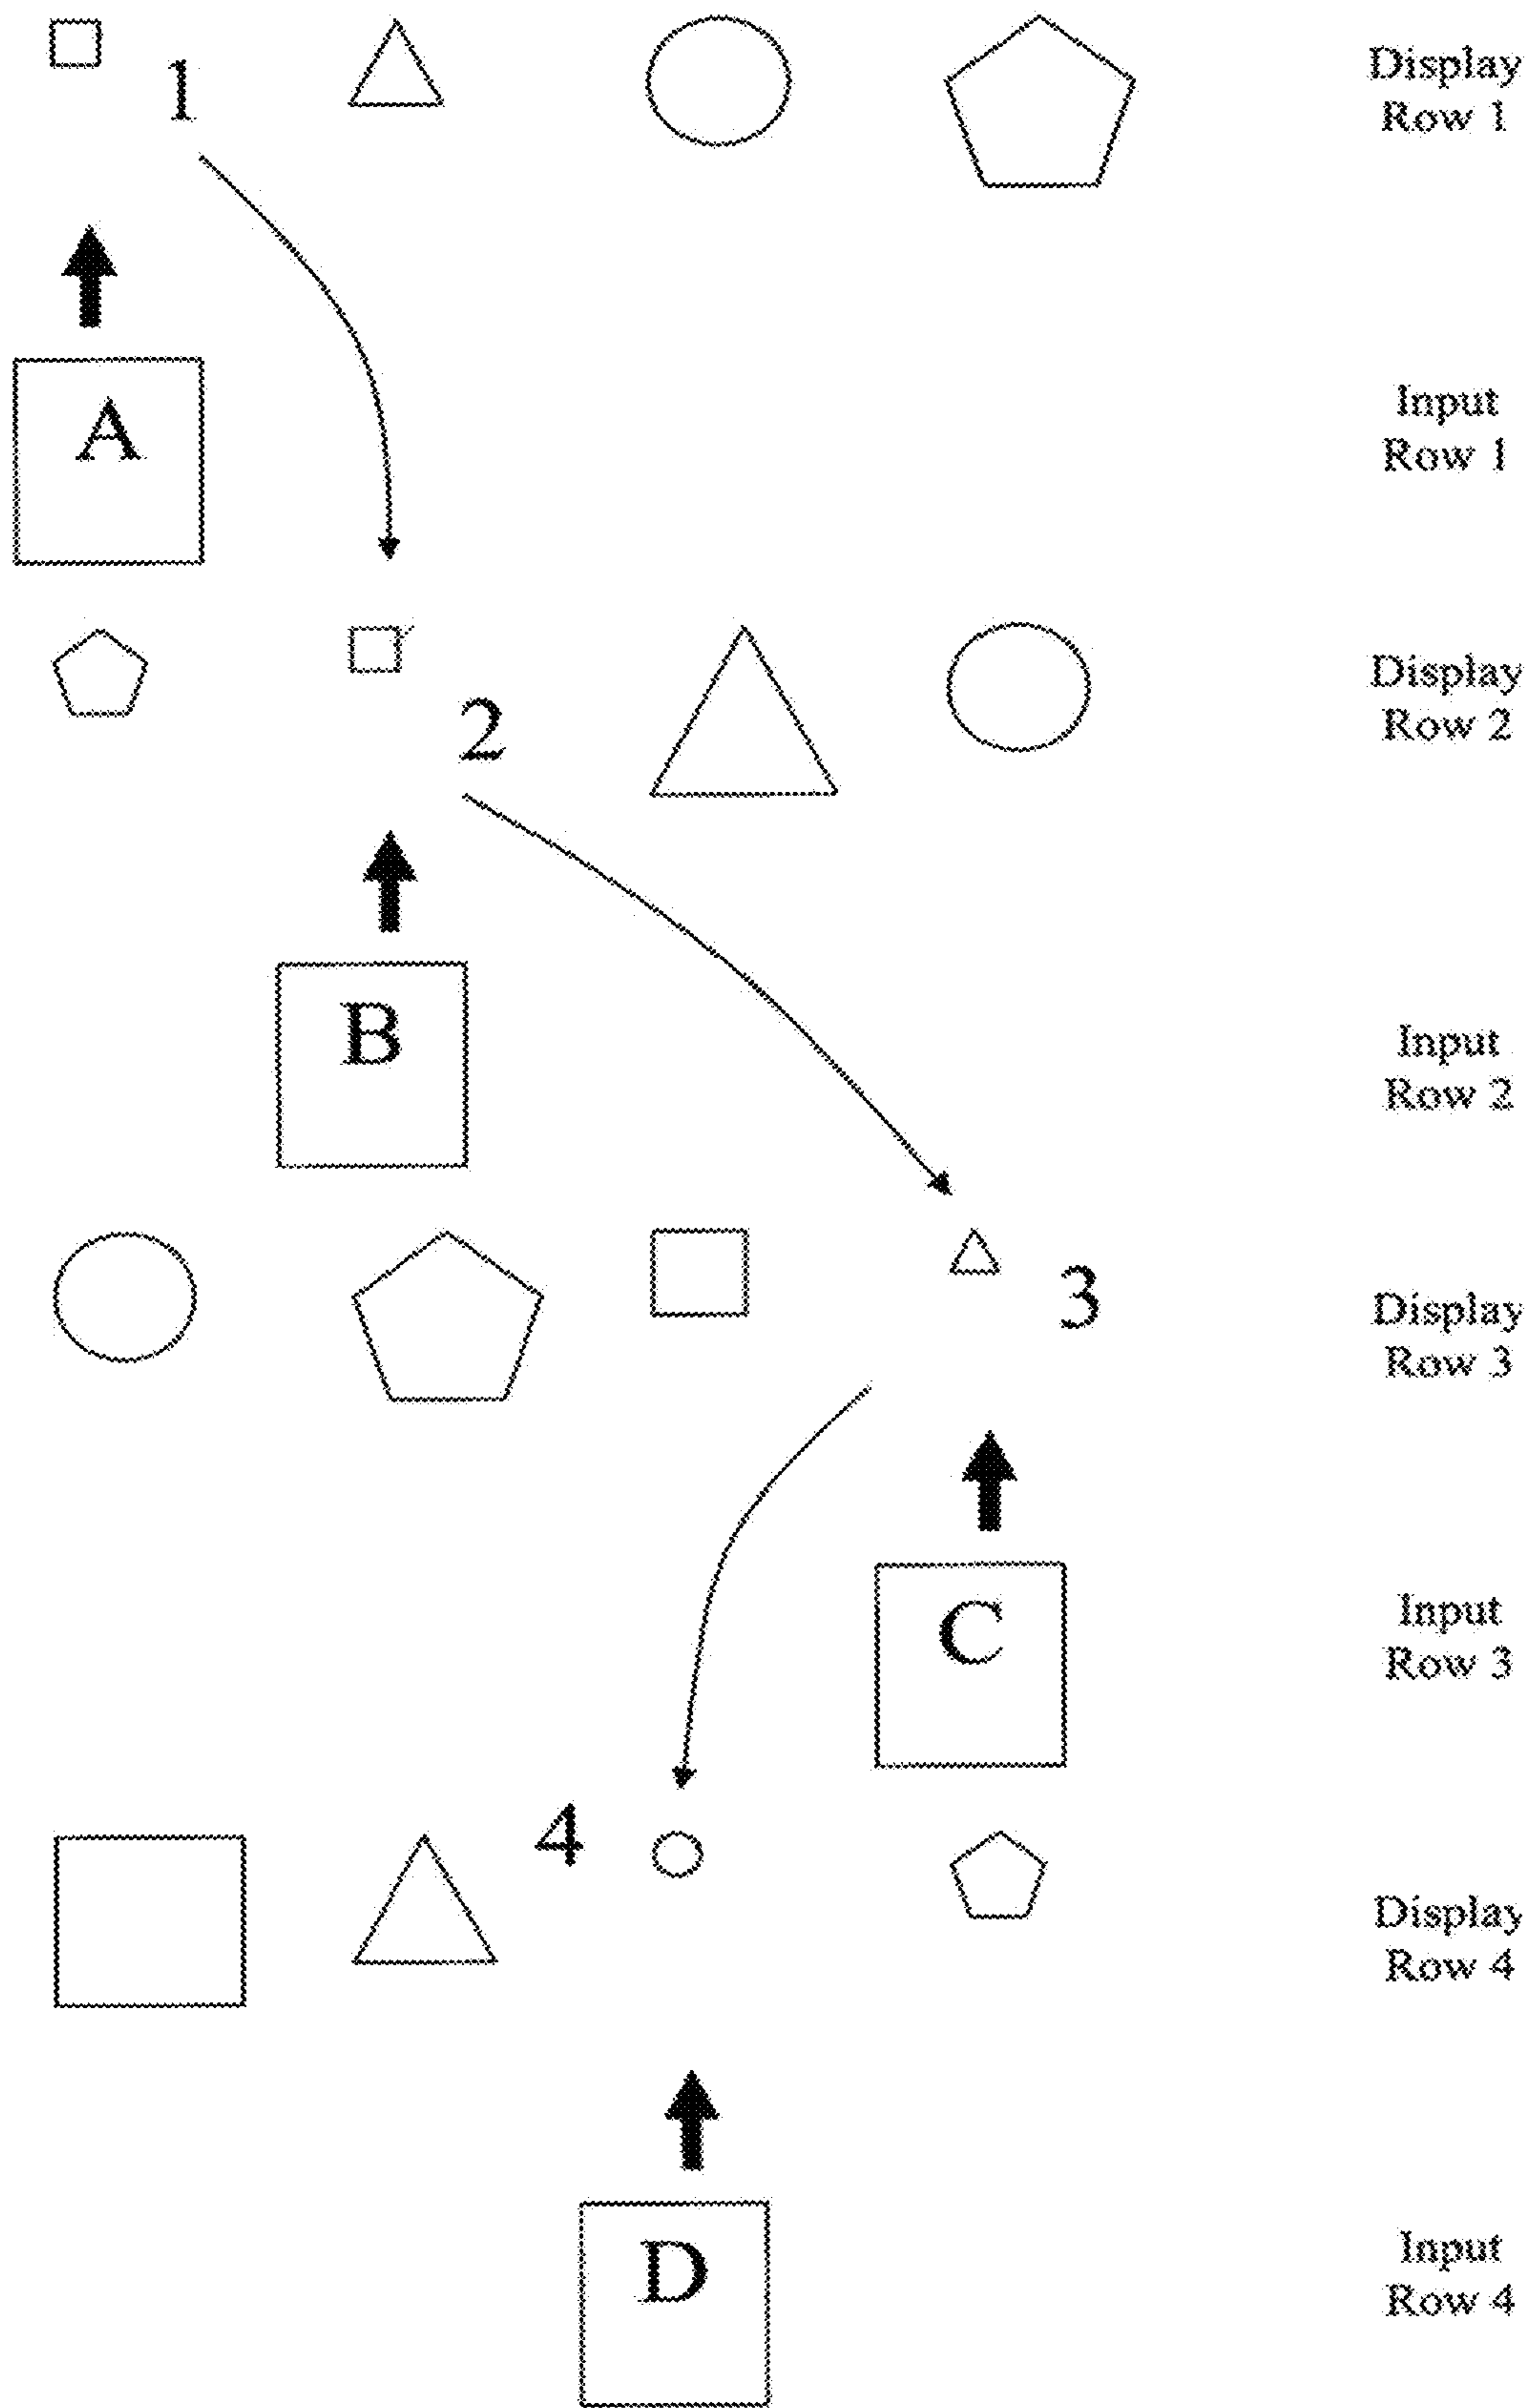 1
Display
Row 1
A
Input
Row 1
2
Display
Row 2
B
Input
Row 2
3
Display
Row 3
C
Input
Row 3
4
Display
Row 4
D
Input
Row 4